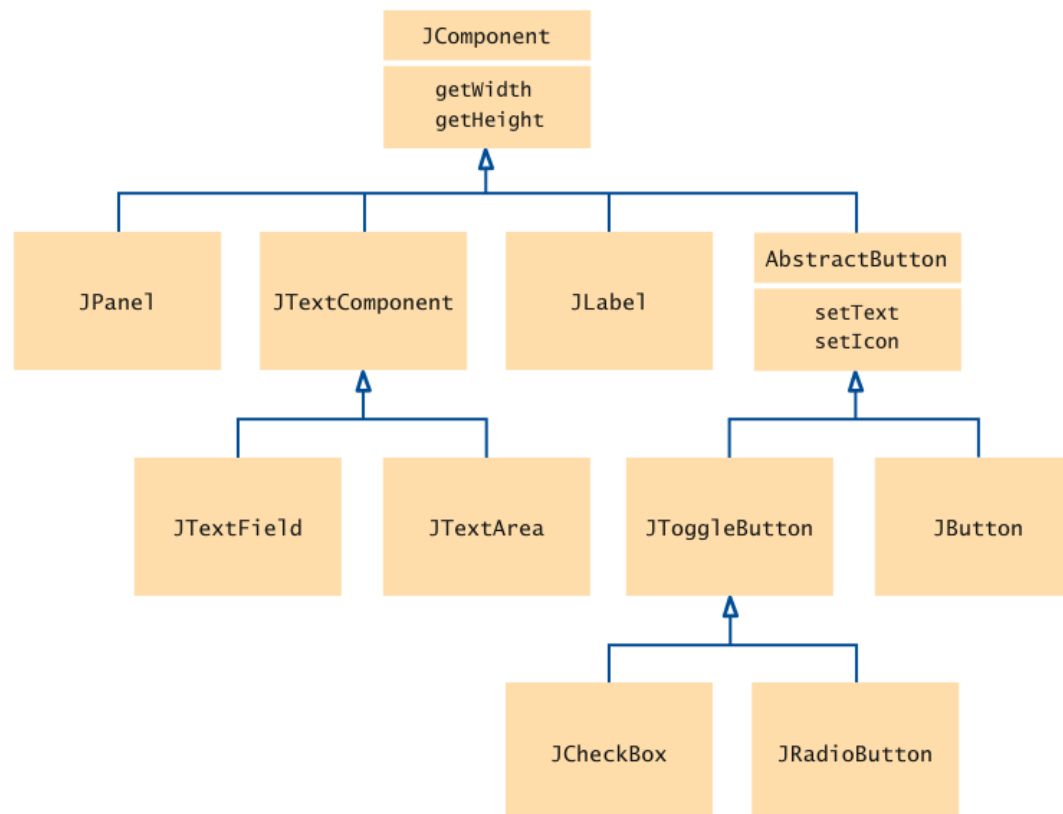 JComponent
getWidth
getHeight
JPanel
JTextComponent
JLabel
AbstractButton
setText
setIcon
JTextField
JTextArea
JToggleButton
JButton
JCheckBox
JRadioButton